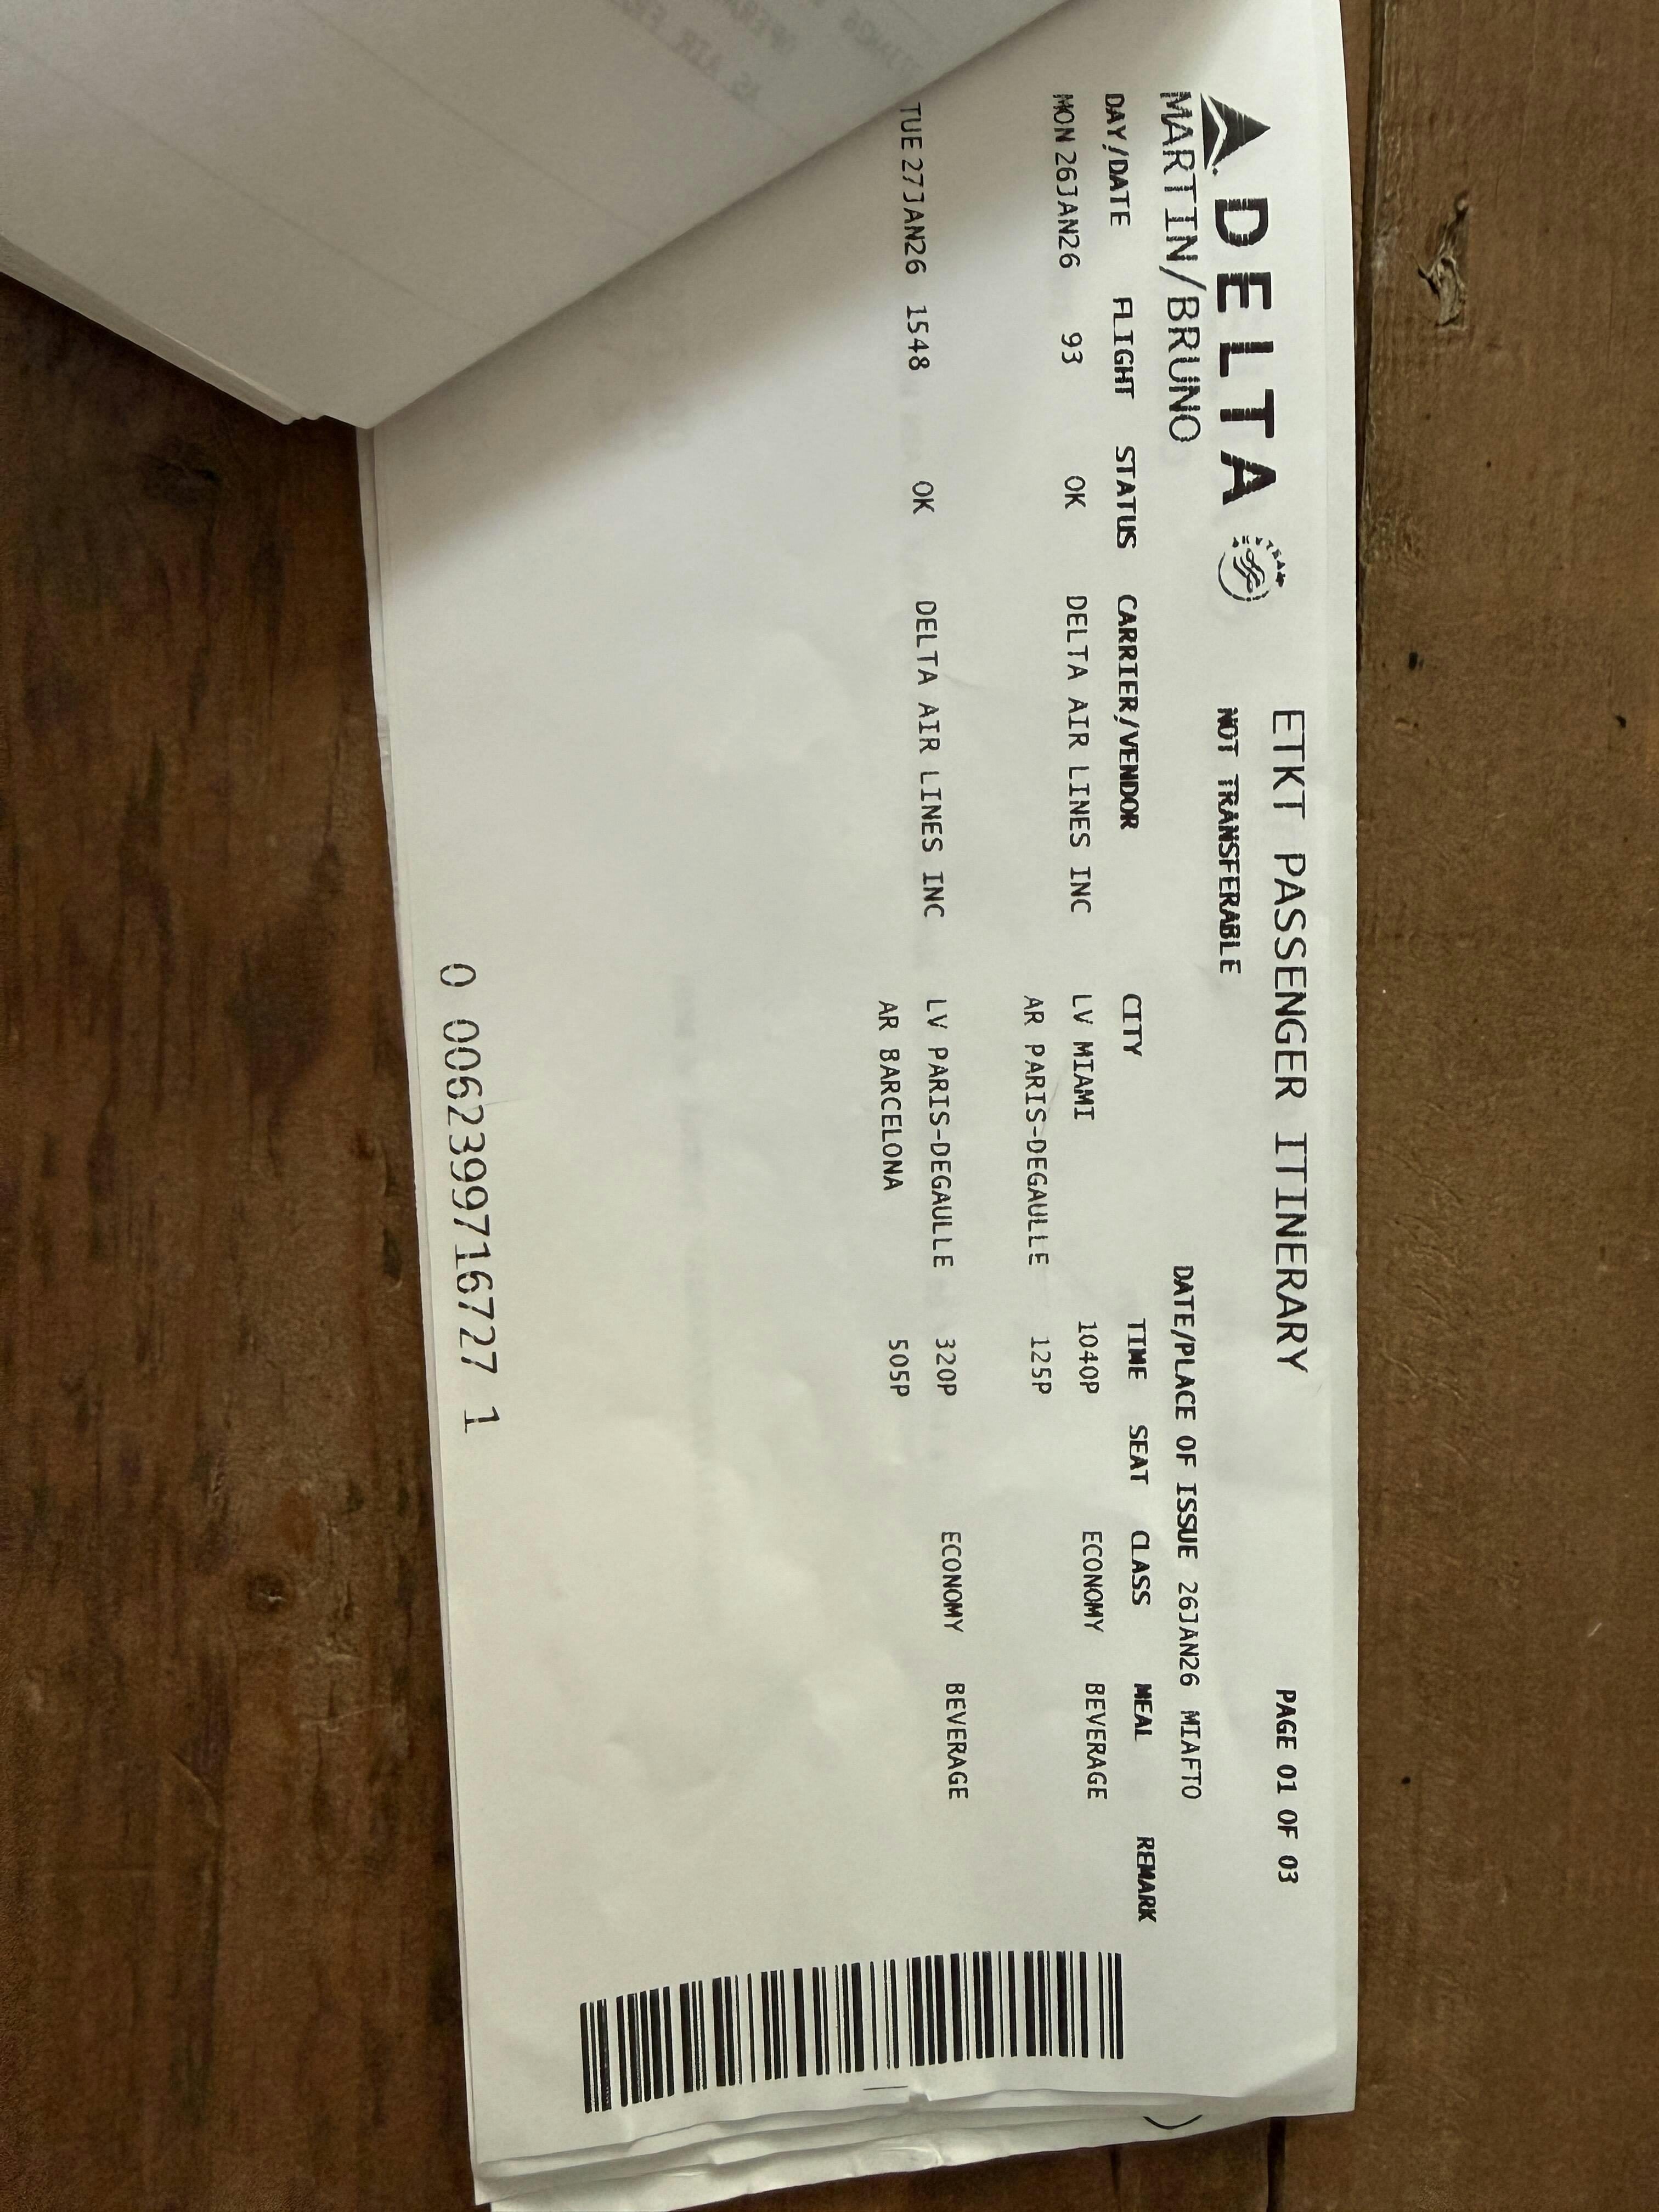 DELTA
ETKT PASSENGER ITINERARY PAGE 01 OF 03
NOT TRANSFERABLE
MARTIN/BRUNO DATE/PLACE OF ISSUE 26JAN26 MIAFTO
DAY/DATE FLIGHT STATUS CARRIER/VENDOR CITY TIME SEAT CLASS MEAL REMARK
MON 26JAN26 93 OK DELTA AIR LINES INC LV MIAMI 1040P ECONOMY BEVERAGE
AR PARIS-DEGAULLE 125P
TUE 27JAN26 1548 OK DELTA AIR LINES INC LV PARIS-DEGAULLE 320P ECONOMY BEVERAGE
AR BARCELONA 505P
0 0062399716727 1